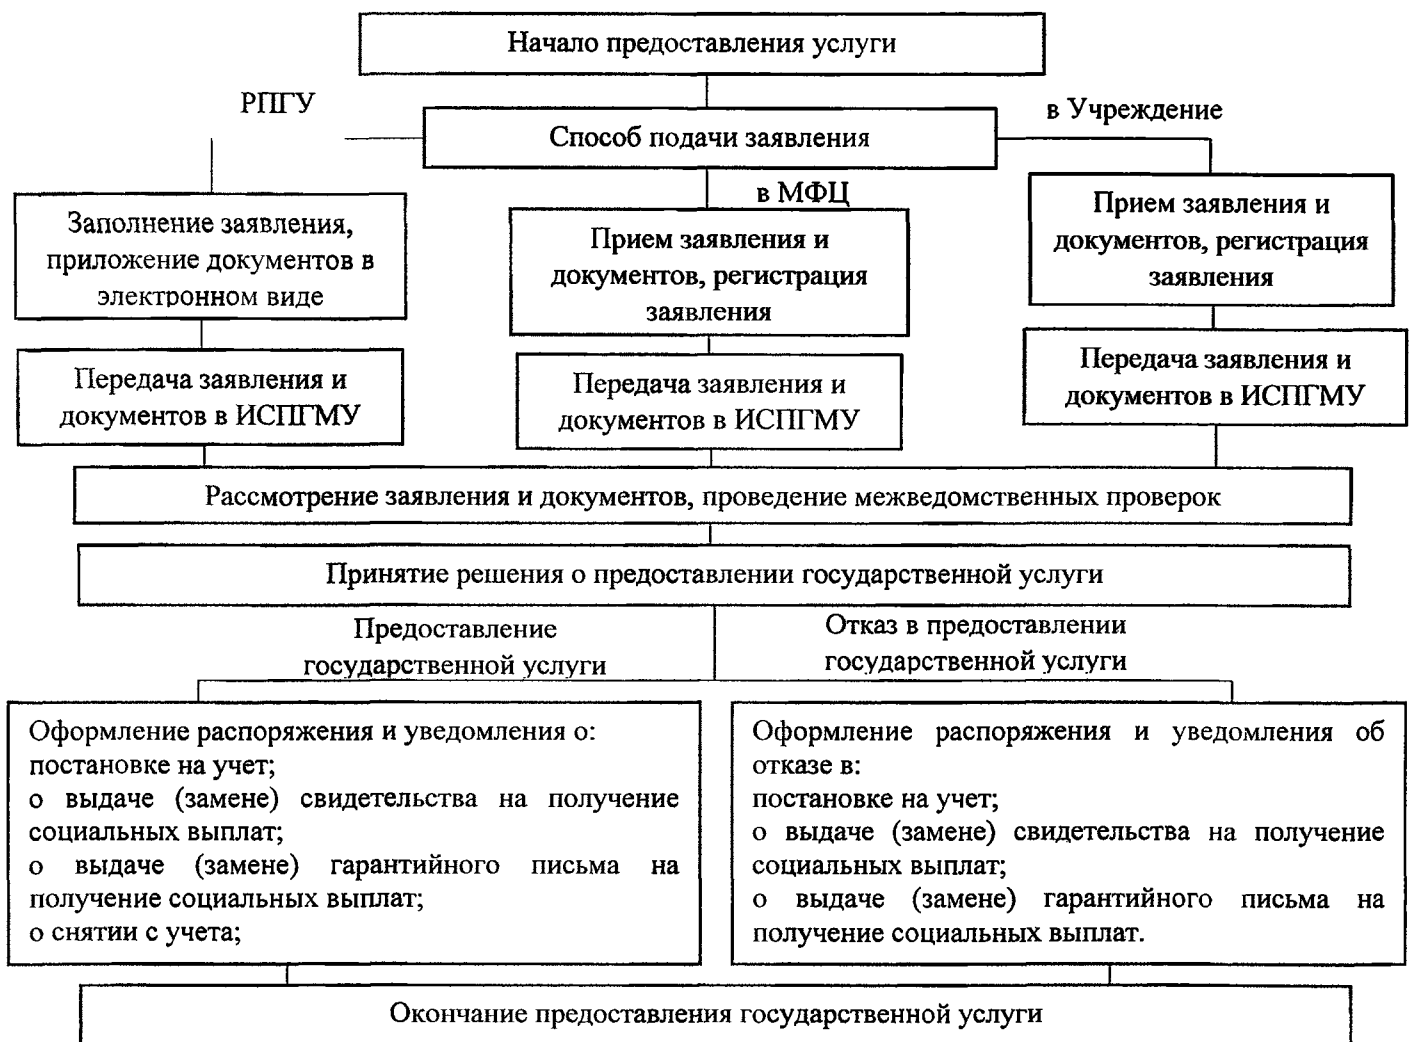 Начало предоставления услуги
РПГУ
Способ подачи заявления
в Учреждение
в МФЦ
Заполнение заявления,
приложение документов в
электронном виде
Прием заявления и
документов, регистрация
заявления
Прием заявления и
документов, регистрация
заявления
Передача заявления и
документов в ИСПГМУ
Передача заявления и
документов в ИСПГМУ
Передача заявления и
документов в ИСПГМУ
Рассмотрение заявления и документов, проведение межведомственных проверок
Принятие решения о предоставлении государственной услуги
Предоставление
государственной услуги
Отказ в предоставлении
государственной услуги
Оформление распоряжения и уведомления о:
постановке на учет;
о выдаче (замене) свидетельства на получение
социальных выплат;
о выдаче (замене) гарантийного письма на
получение социальных выплат;
о снятии с учета;
Оформление распоряжения и уведомления об
отказе в:
постановке на учет;
о выдаче (замене) свидетельства на получение
социальных выплат;
о выдаче (замене) гарантийного письма на
получение социальных выплат.
Окончание предоставления государственной услуги